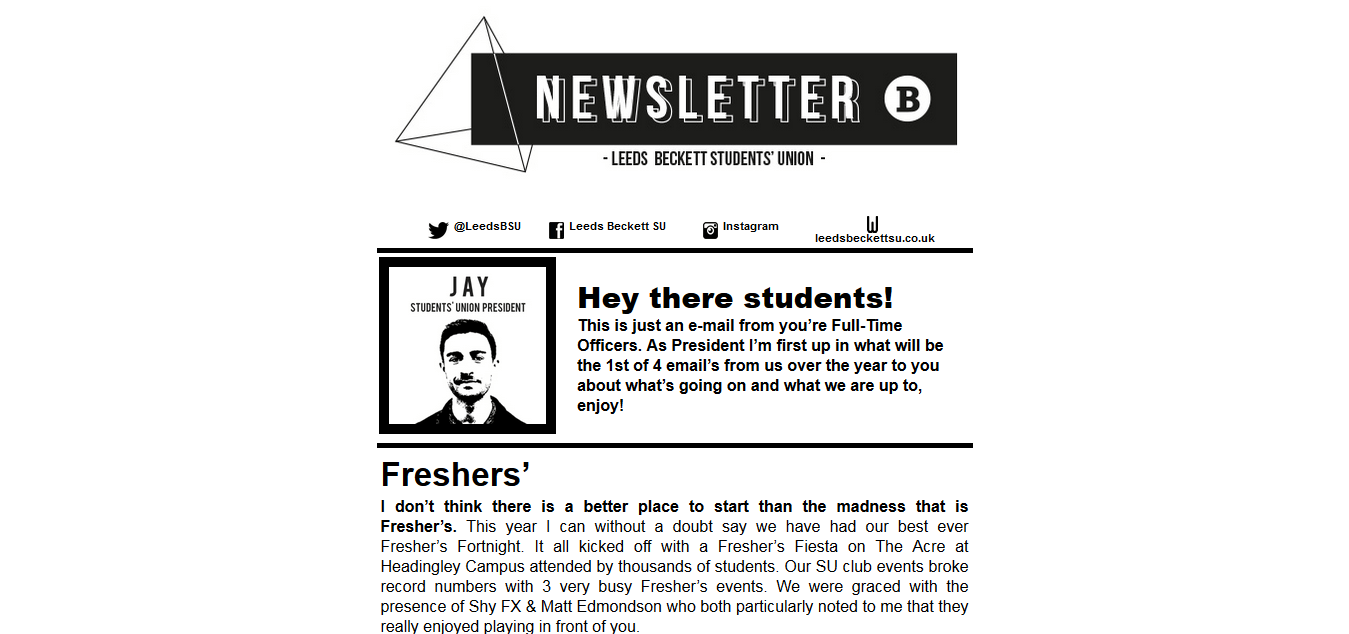 NEWSLETTER B
- LEEDS BECKETT STUDENTS' UNION -
@LeedsBSU Leeds Beckett SU Instagram
leedsbeckettsu.co.uk
JAY
STUDENTS' UNION PRESIDENT
Hey there students!
This is just an e-mail from you’re Full-Time
Officers. As President I’m first up in what will be
the 1st of 4 email’s from us over the year to you
about what’s going on and what we are up to,
enjoy!
Freshers’
I don’t think there is a better place to start than the madness that is
Fresher’s. This year I can without a doubt say we have had our best ever
Fresher’s Fortnight. It all kicked off with a Fresher’s Fiesta on The Acre at
Headingley Campus attended by thousands of students. Our SU club events broke
record numbers with 3 very busy Fresher’s events. We were graced with the
presence of Shy FX & Matt Edmondson who both particularly noted to me that they
really enjoyed playing in front of you.